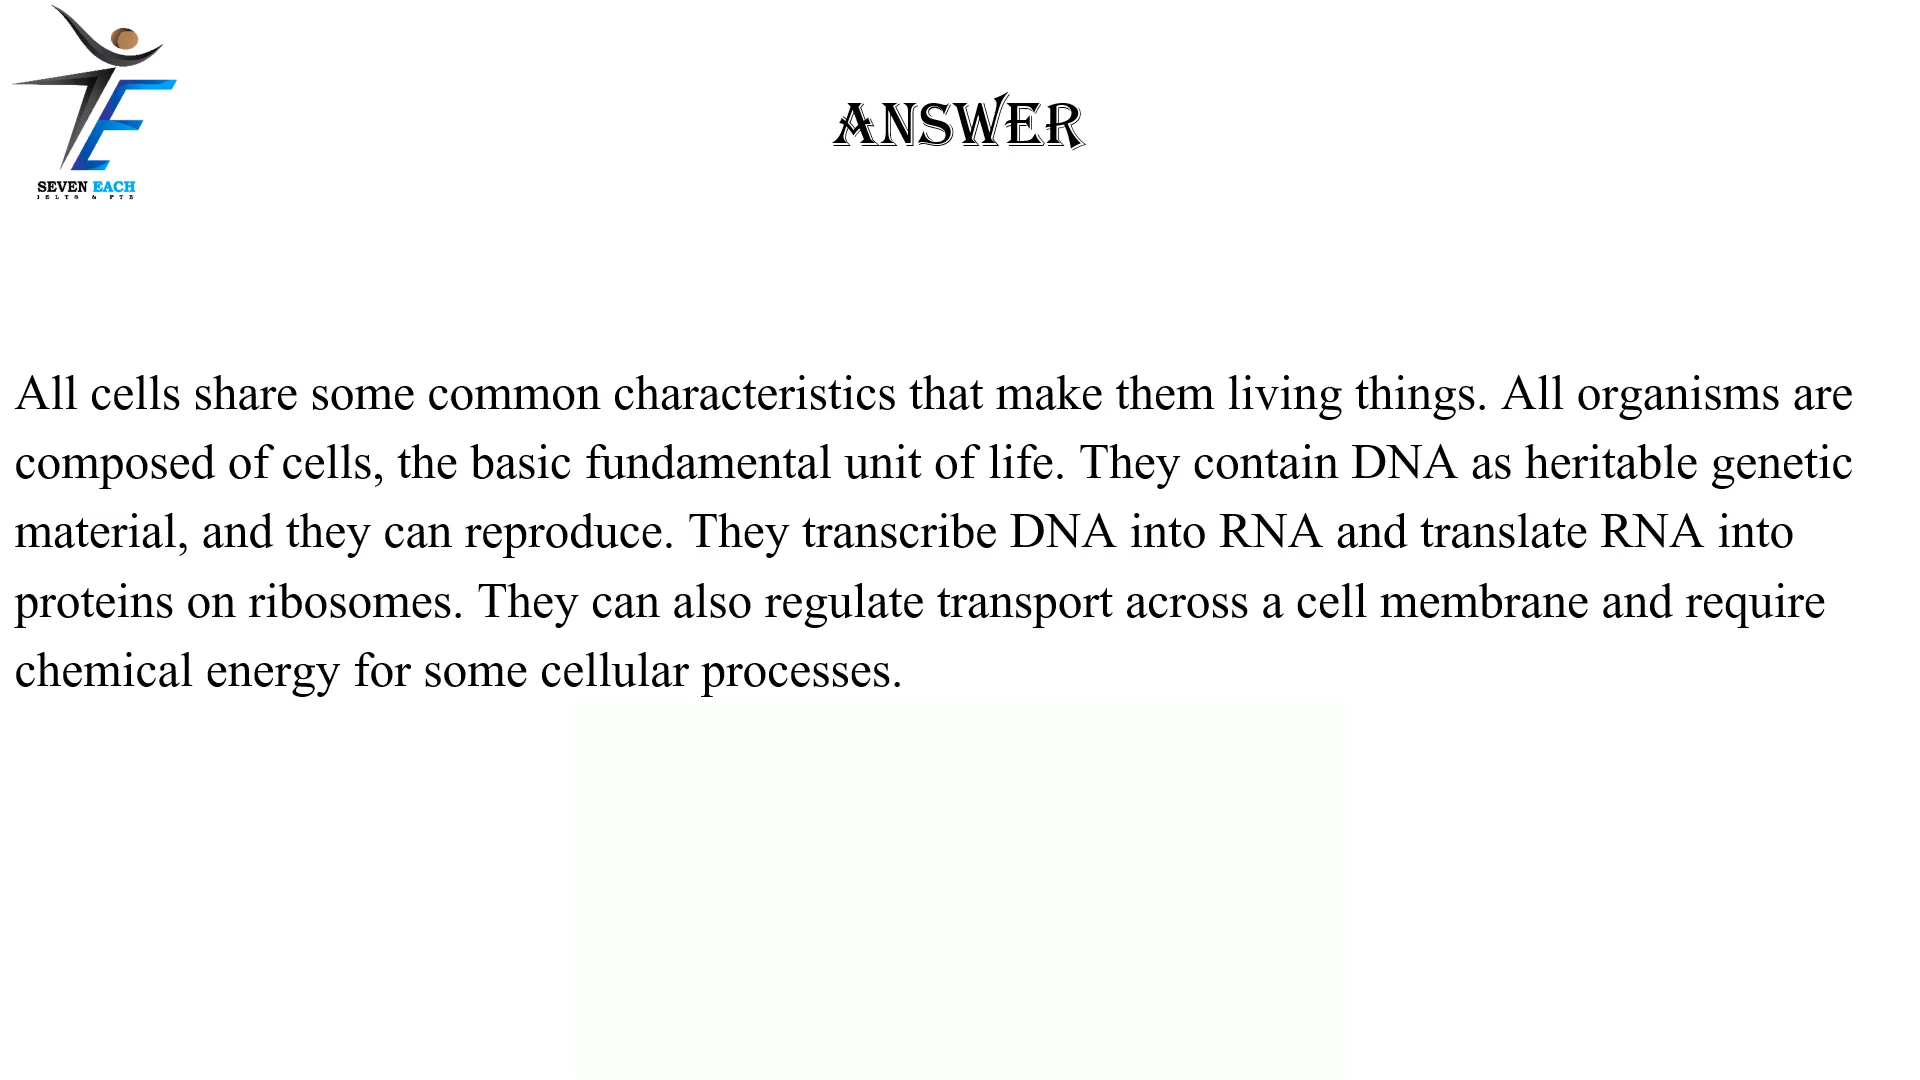 SEVEN EACH
IELTS & PTE
ANSWER
All cells share some common characteristics that make them living things. All organisms are
composed of cells, the basic fundamental unit of life. They contain DNA as heritable genetic
material, and they can reproduce. They transcribe DNA into RNA and translate RNA into
proteins on ribosomes. They can also regulate transport across a cell membrane and require
chemical energy for some cellular processes.